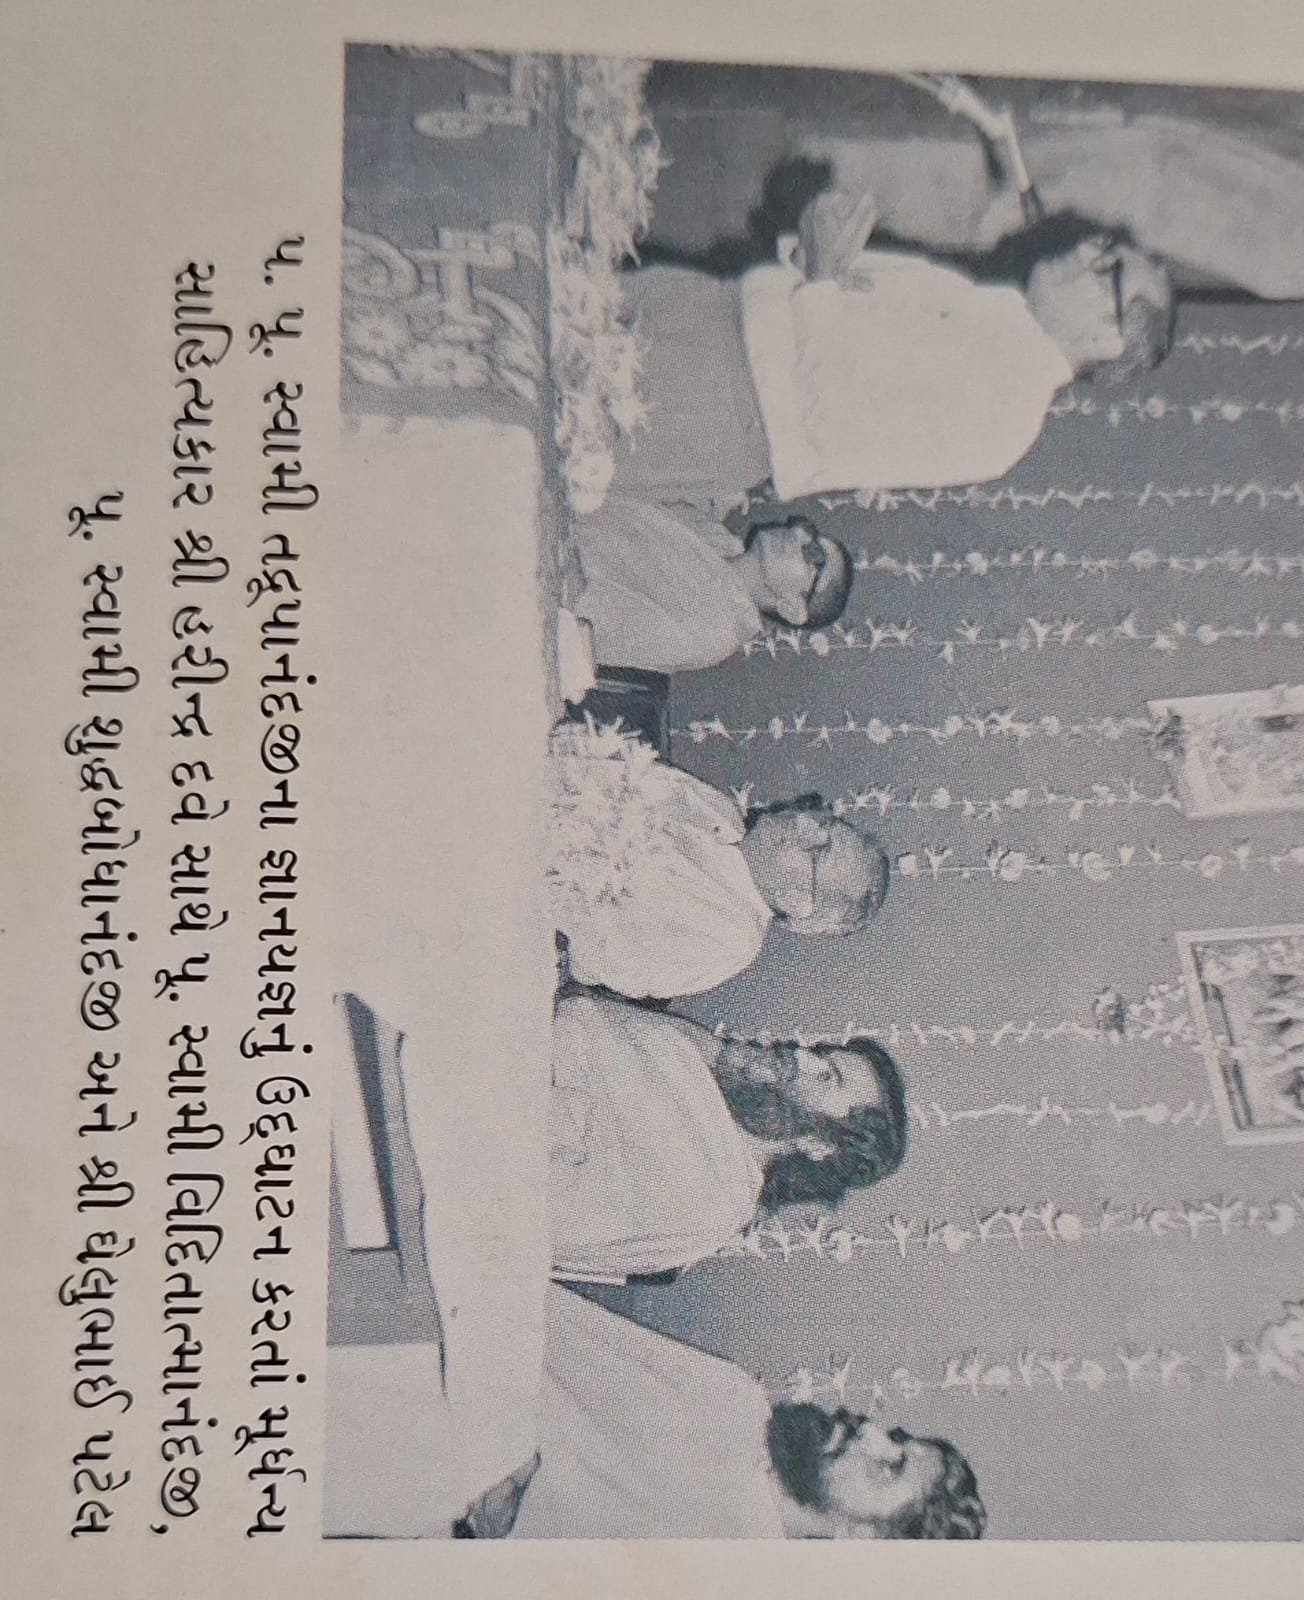 પ. પૂ. સ્વામી તદ્રૂપાનંદજીના જ્ઞાનયજ્ઞનું ઉદ્‌ઘાટન કરતાં મૂર્ધન્ય
સાહિત્યકાર શ્રી હરીન્દ્ર દવે સાથે પૂ. સ્વામી વિદિતાત્માનંદજી,
પૂ. સ્વામી શુદ્ધબોધાનંદજી અને શ્રી ઘેલુભાઈ પટેલ